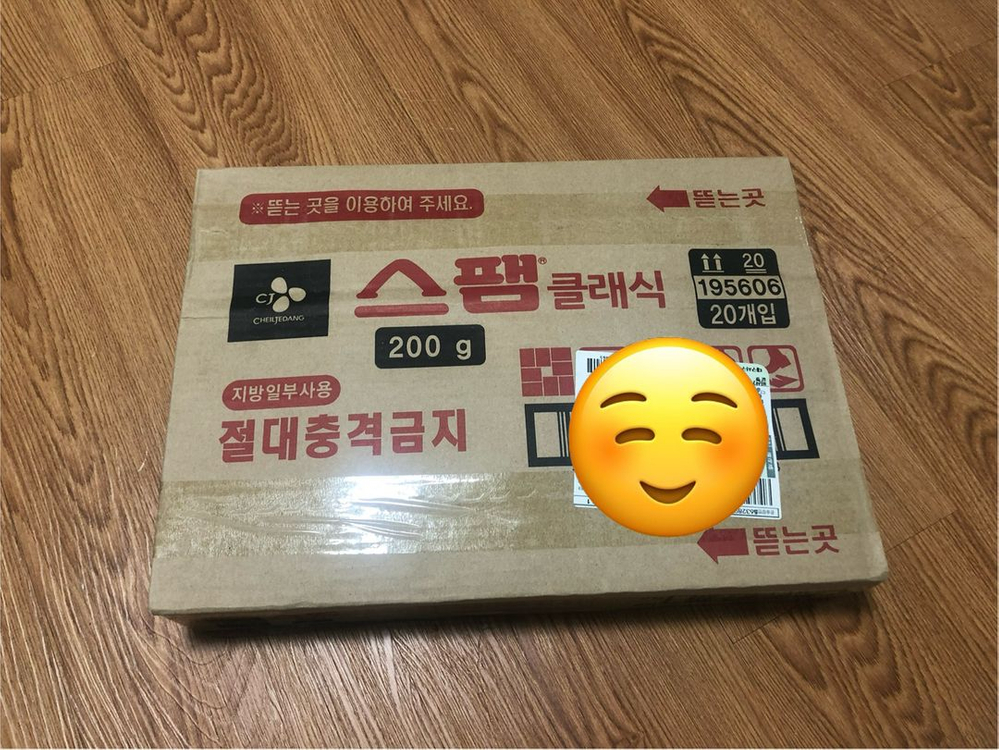 ※뜯는 곳을 이용하여 주세요.
뜯는곳
CJ
CHEILJEDANG
스팸® 클래식
20
195606
20개입
200 g
지방일부사용
절대충격금지
뜯는곳